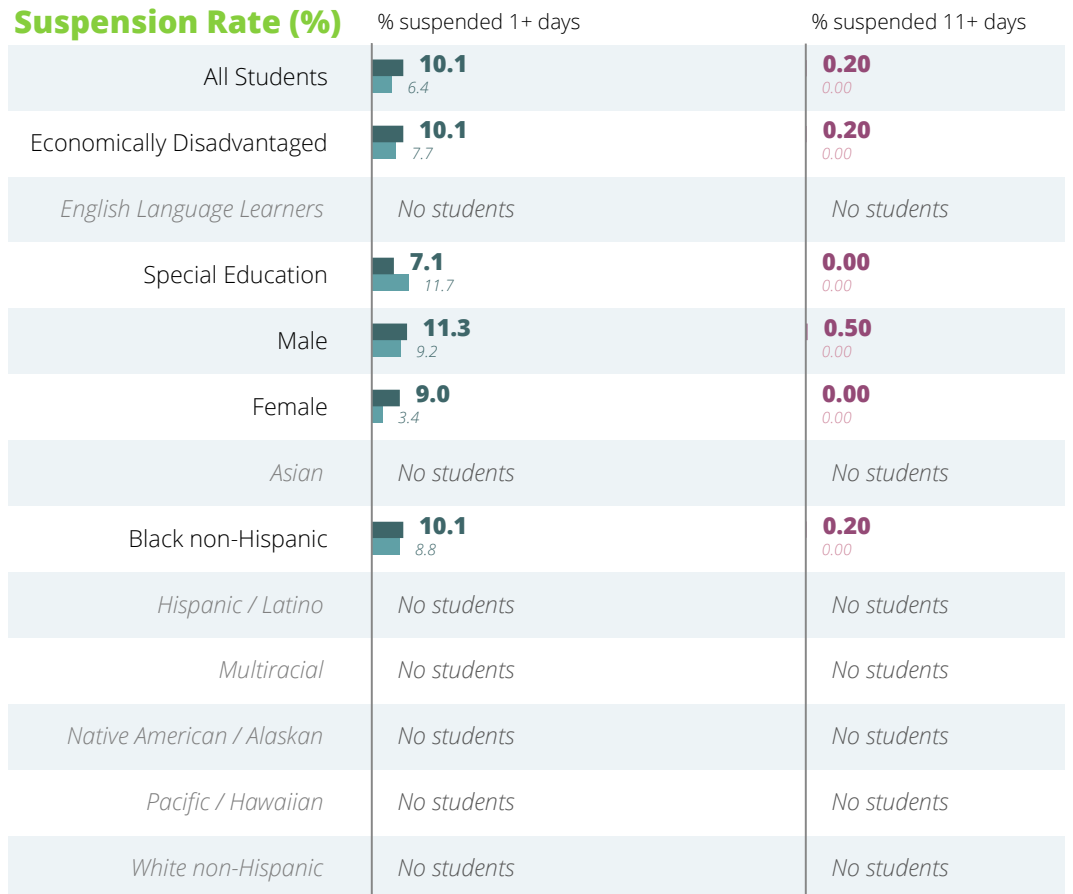 Suspension Rate (%) % suspended 1+ days % suspended 11+ days
All Students 10.1 0.20
6.4 0.00
Economically Disadvantaged 10.1 0.20
7.7 0.00
English Language Learners No students No students
Special Education 7.1 0.00
11.7 0.00
Male 11.3 0.50
9.2 0.00
Female 9.0 0.00
3.4 0.00
Asian No students No students
Black non-Hispanic 10.1 0.20
8.8 0.00
Hispanic / Latino No students No students
Multiracial No students No students
Native American / Alaskan No students No students
Pacific / Hawaiian No students No students
White non-Hispanic No students No students